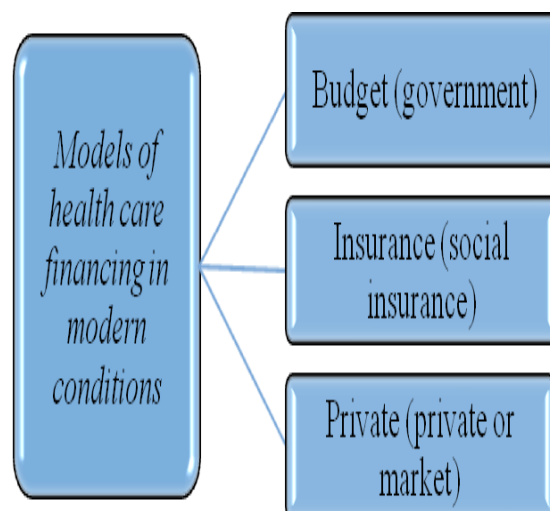 Models of
health care
financing in
modern
conditions
Budget (government)
Insurance (social
insurance)
Private (private or
market)